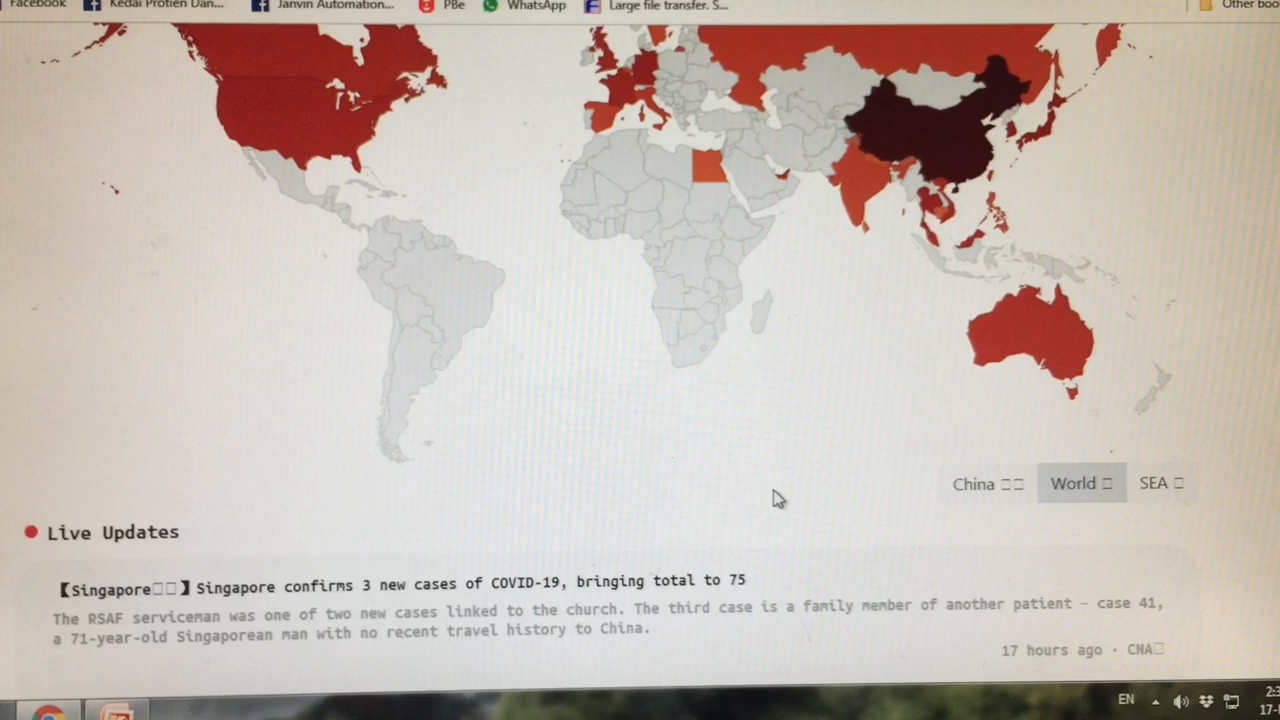 Facebook Kedai Protien Dan... Janvin Automation... PBe WhatsApp Large file transfer. S... Other boo
China □□ World □ SEA □
Live Updates
【Singapore□□】Singapore confirms 3 new cases of COVID-19, bringing total to 75
The RSAF serviceman was one of two new cases linked to the church. The third case is a family member of another patient – case 41,
a 71-year-old Singaporean man with no recent travel history to China.
17 hours ago · CNA□
EN
2:3
17-